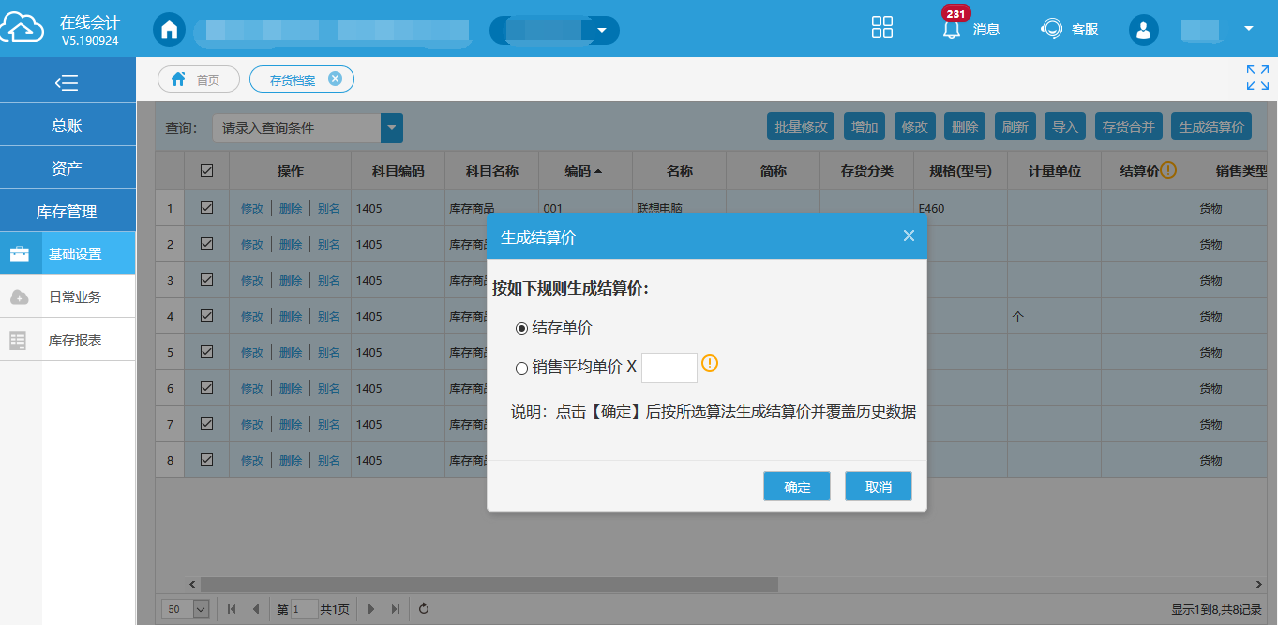 在线会计
V5.190924
231
消息
客服
首页
存货档案
总账
资产
库存管理
基础设置
日常业务
库存报表
查询：
请录入查询条件
批量修改 增加 修改 删除 刷新 导入 存货合并 生成结算价
操作 科目编码 科目名称 编码 名称 简称 存货分类 规格(型号) 计量单位 结算价 销售类型
1 修改 删除 别名 1405 库存商品 001 联想电脑 E460 货物
2 修改 删除 别名 1405 库存商品 货物
3 修改 删除 别名 1405 库存商品 货物
4 修改 删除 别名 1405 库存商品 个 货物
5 修改 删除 别名 1405 库存商品 货物
6 修改 删除 别名 1405 库存商品 货物
7 修改 删除 别名 1405 库存商品 货物
8 修改 删除 别名 1405 库存商品 货物
生成结算价
按如下规则生成结算价：
结存单价
销售平均单价 X
说明：点击【确定】后按所选算法生成结算价并覆盖历史数据
确定 取消
50 第 1 共1页
显示1到8,共8记录